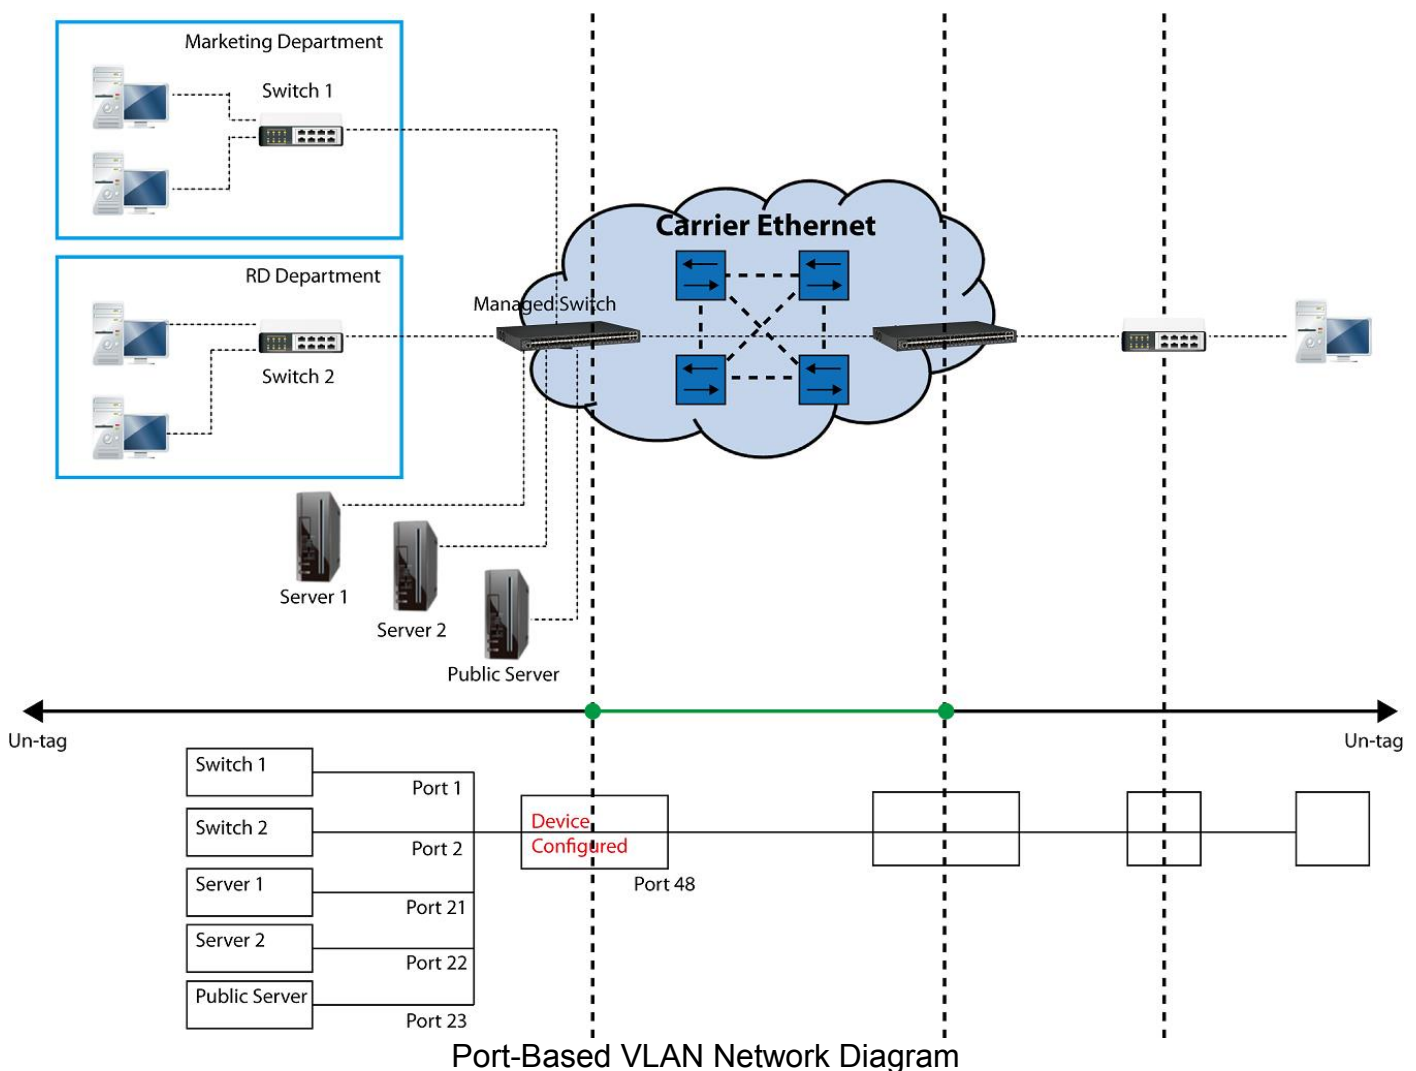 Marketing Department
Switch 1
Carrier Ethernet
RD Department
Managed Switch
Switch 2
Server 1
Server 2
Public Server
Un-tag
Un-tag
Switch 1
Port 1
Device
Configured
Switch 2
Port 2
Port 48
Server 1
Port 21
Server 2
Port 22
Public Server
Port 23
Port-Based VLAN Network Diagram